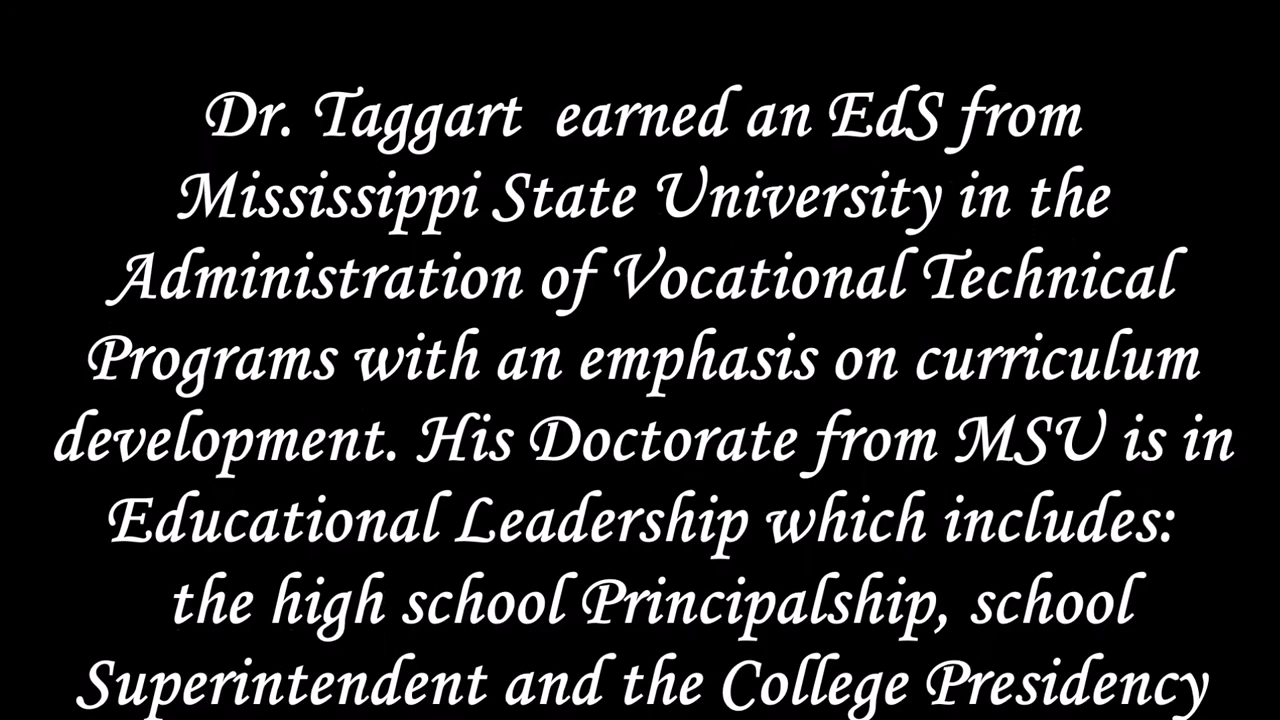 Dr. Taggart earned an EdS from
Mississippi State University in the
Administration of Vocational Technical
Programs with an emphasis on curriculum
development. His Doctorate from MSU is in
Educational Leadership which includes:
the high school Principalship, school
Superintendent and the College Presidency